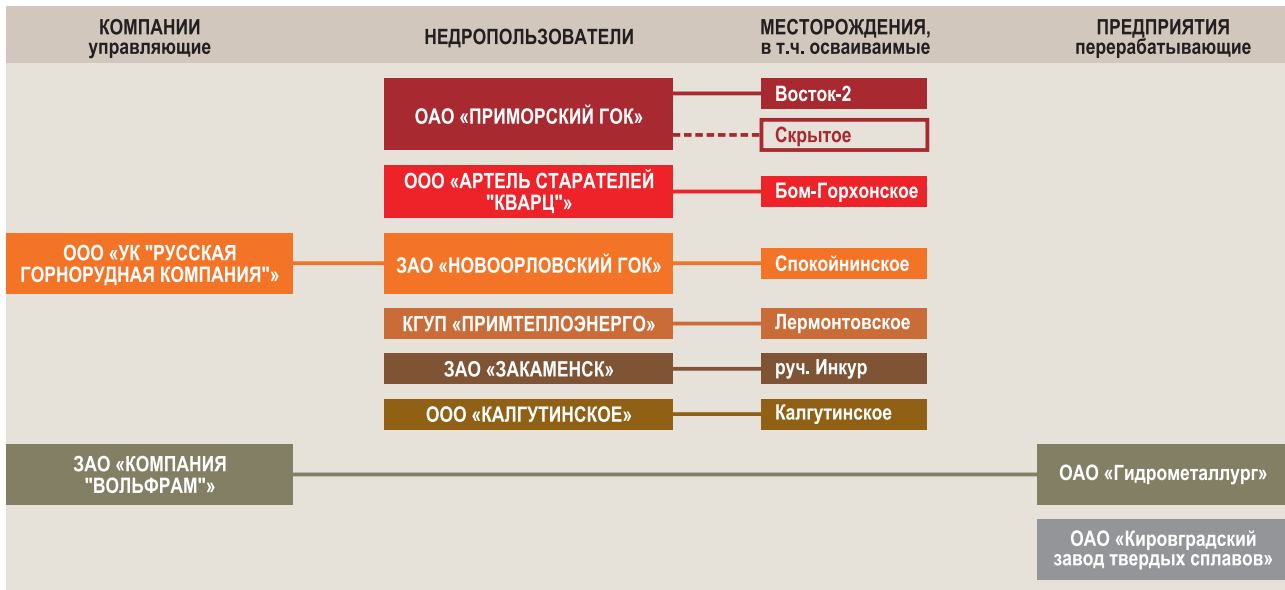 КОМПАНИИ
управляющие
НЕДРОПОЛЬЗОВАТЕЛИ
МЕСТОРОЖДЕНИЯ,
в т.ч. осваиваимые
ПРЕДПРИЯТИЯ
перерабатывающие
ОАО «ПРИМОРСКИЙ ГОК»
Восток-2
Скрытое
ООО «АРТЕЛЬ СТАРАТЕЛЕЙ
"КВАРЦ"»
Бом-Горхонское
ООО «УК "РУССКАЯ
ГОРНОРУДНАЯ КОМПАНИЯ"»
ЗАО «НОВООРЛОВСКИЙ ГОК»
Спокойнинское
КГУП «ПРИМТЕПЛОЭНЕРГО»
Лермонтовское
ЗАО «ЗАКАМЕНСК»
руч. Инкур
ООО «КАЛГУТИНСКОЕ»
Калгутинское
ЗАО «КОМПАНИЯ
"ВОЛЬФРАМ"»
ОАО «Гидрометаллург»
ОАО «Кировградский
завод твердых сплавов»